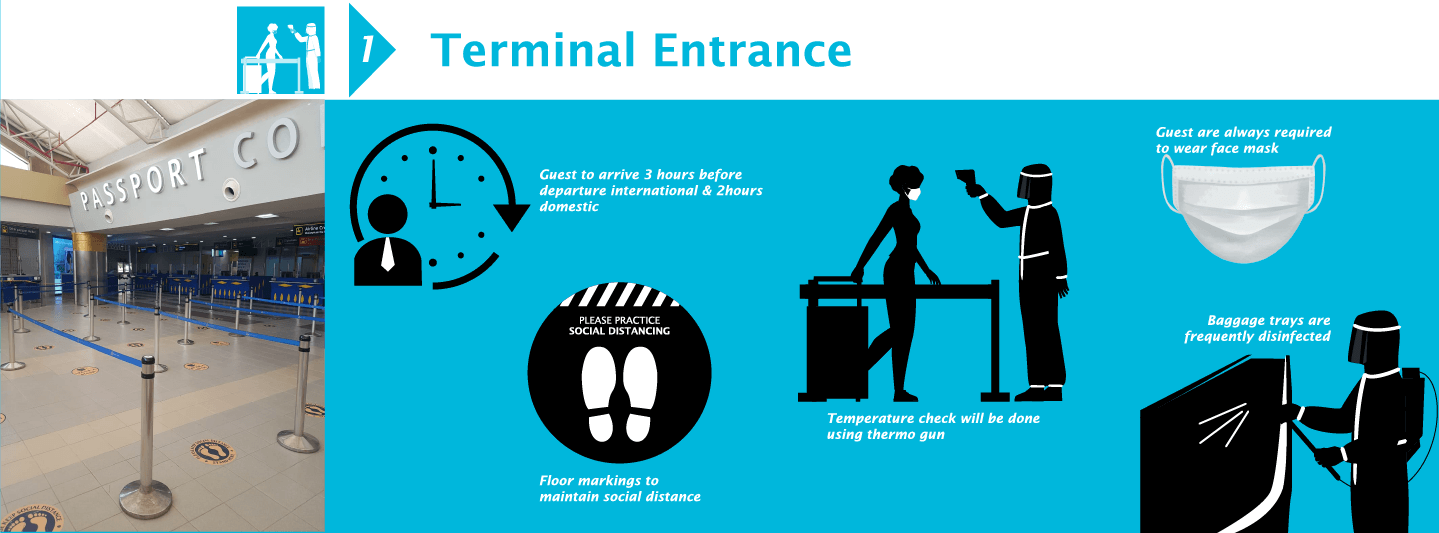 1
Terminal Entrance
PASSPORT CO
Guest to arrive 3 hours before
departure international & 2hours
domestic
PLEASE PRACTICE
SOCIAL DISTANCING
Floor markings to
maintain social distance
Temperature check will be done
using thermo gun
Guest are always required
to wear face mask
Baggage trays are
frequently disinfected